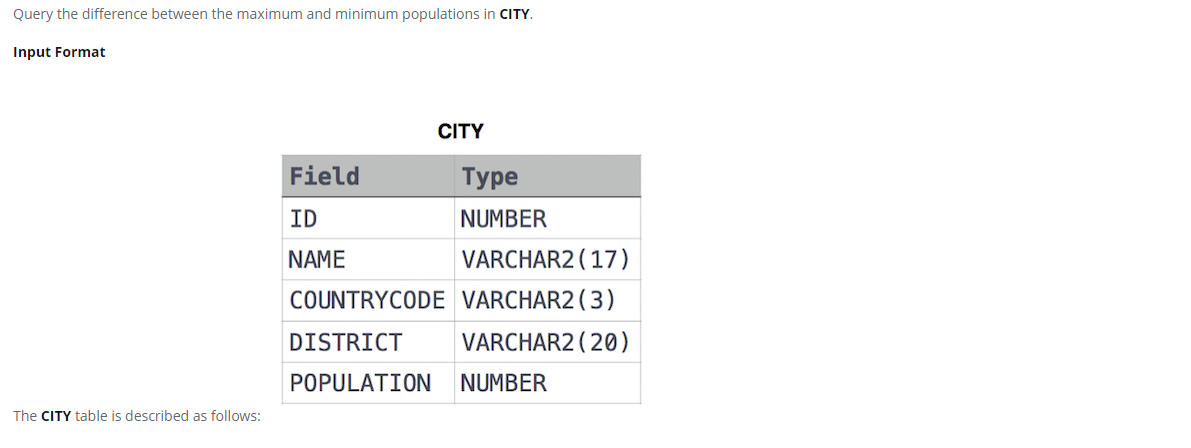 Query the difference between the maximum and minimum populations in CITY.
Input Format
CITY
Field Type
ID NUMBER
NAME VARCHAR2(17)
COUNTRYCODE VARCHAR2(3)
DISTRICT VARCHAR2(20)
POPULATION NUMBER
The CITY table is described as follows: